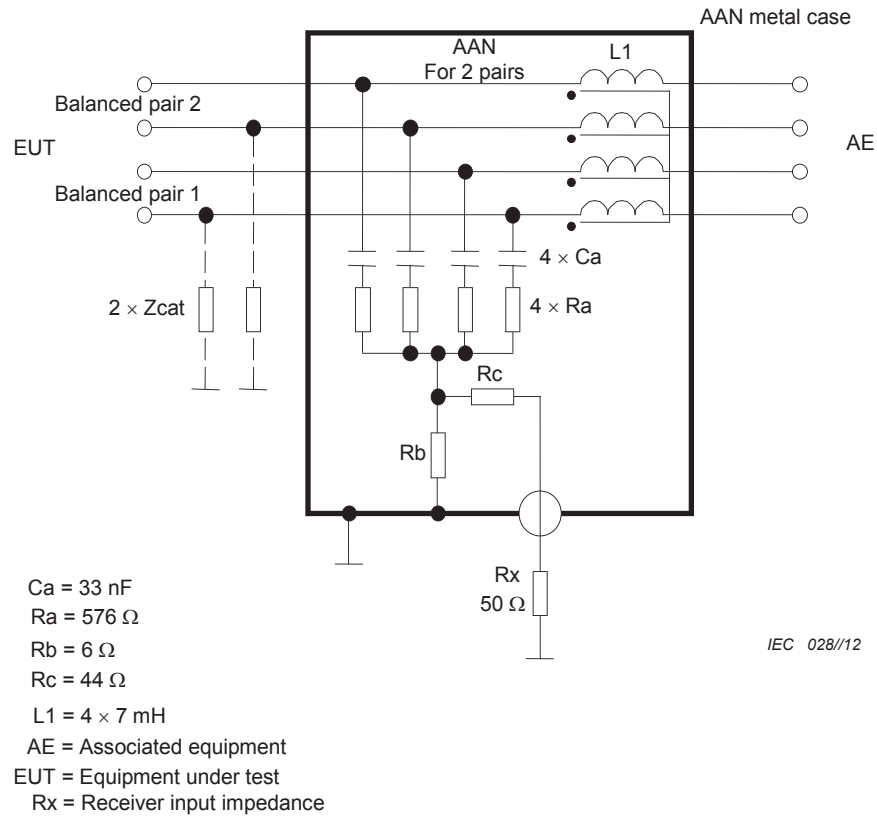 AAN metal case
AAN
For 2 pairs
L1
Balanced pair 2
EUT
AE
Balanced pair 1
4 × Ca
2 × Zcat
4 × Ra
Rc
Rb
Rx
50 Ω
Ca = 33 nF
Ra = 576 Ω
Rb = 6 Ω
Rc = 44 Ω
L1 = 4 × 7 mH
AE = Associated equipment
EUT = Equipment under test
Rx = Receiver input impedance
IEC 028//12